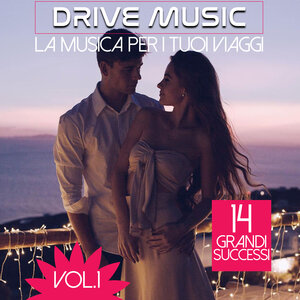 DRIVE MUSIC
LA MUSICA PER I TUOI VIAGGI
14
GRANDI
SUCCESSI
VOL.1